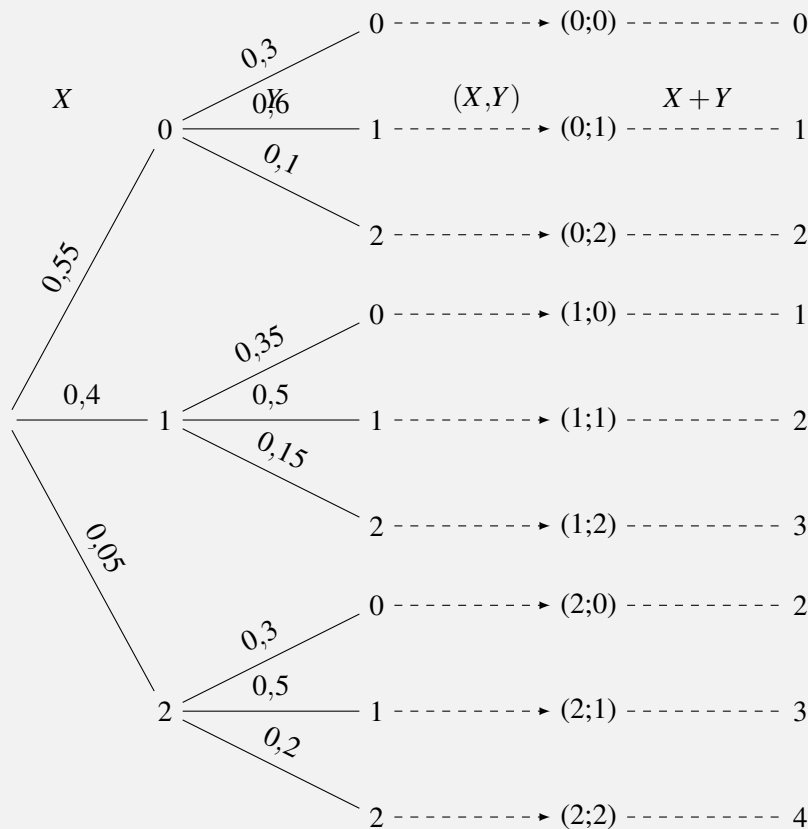 0 (0;0) 0
0,3
X Y (X,Y) X + Y
0,6
0 1 (0;1) 1
0,1
2 (0;2) 2
0,55
0 (1;0) 1
0,35
0,4 1 0,5 1 (1;1) 2
0,15
2 (1;2) 3
0,05
0 (2;0) 2
0,3
2 0,5 1 (2;1) 3
0,2
2 (2;2) 4